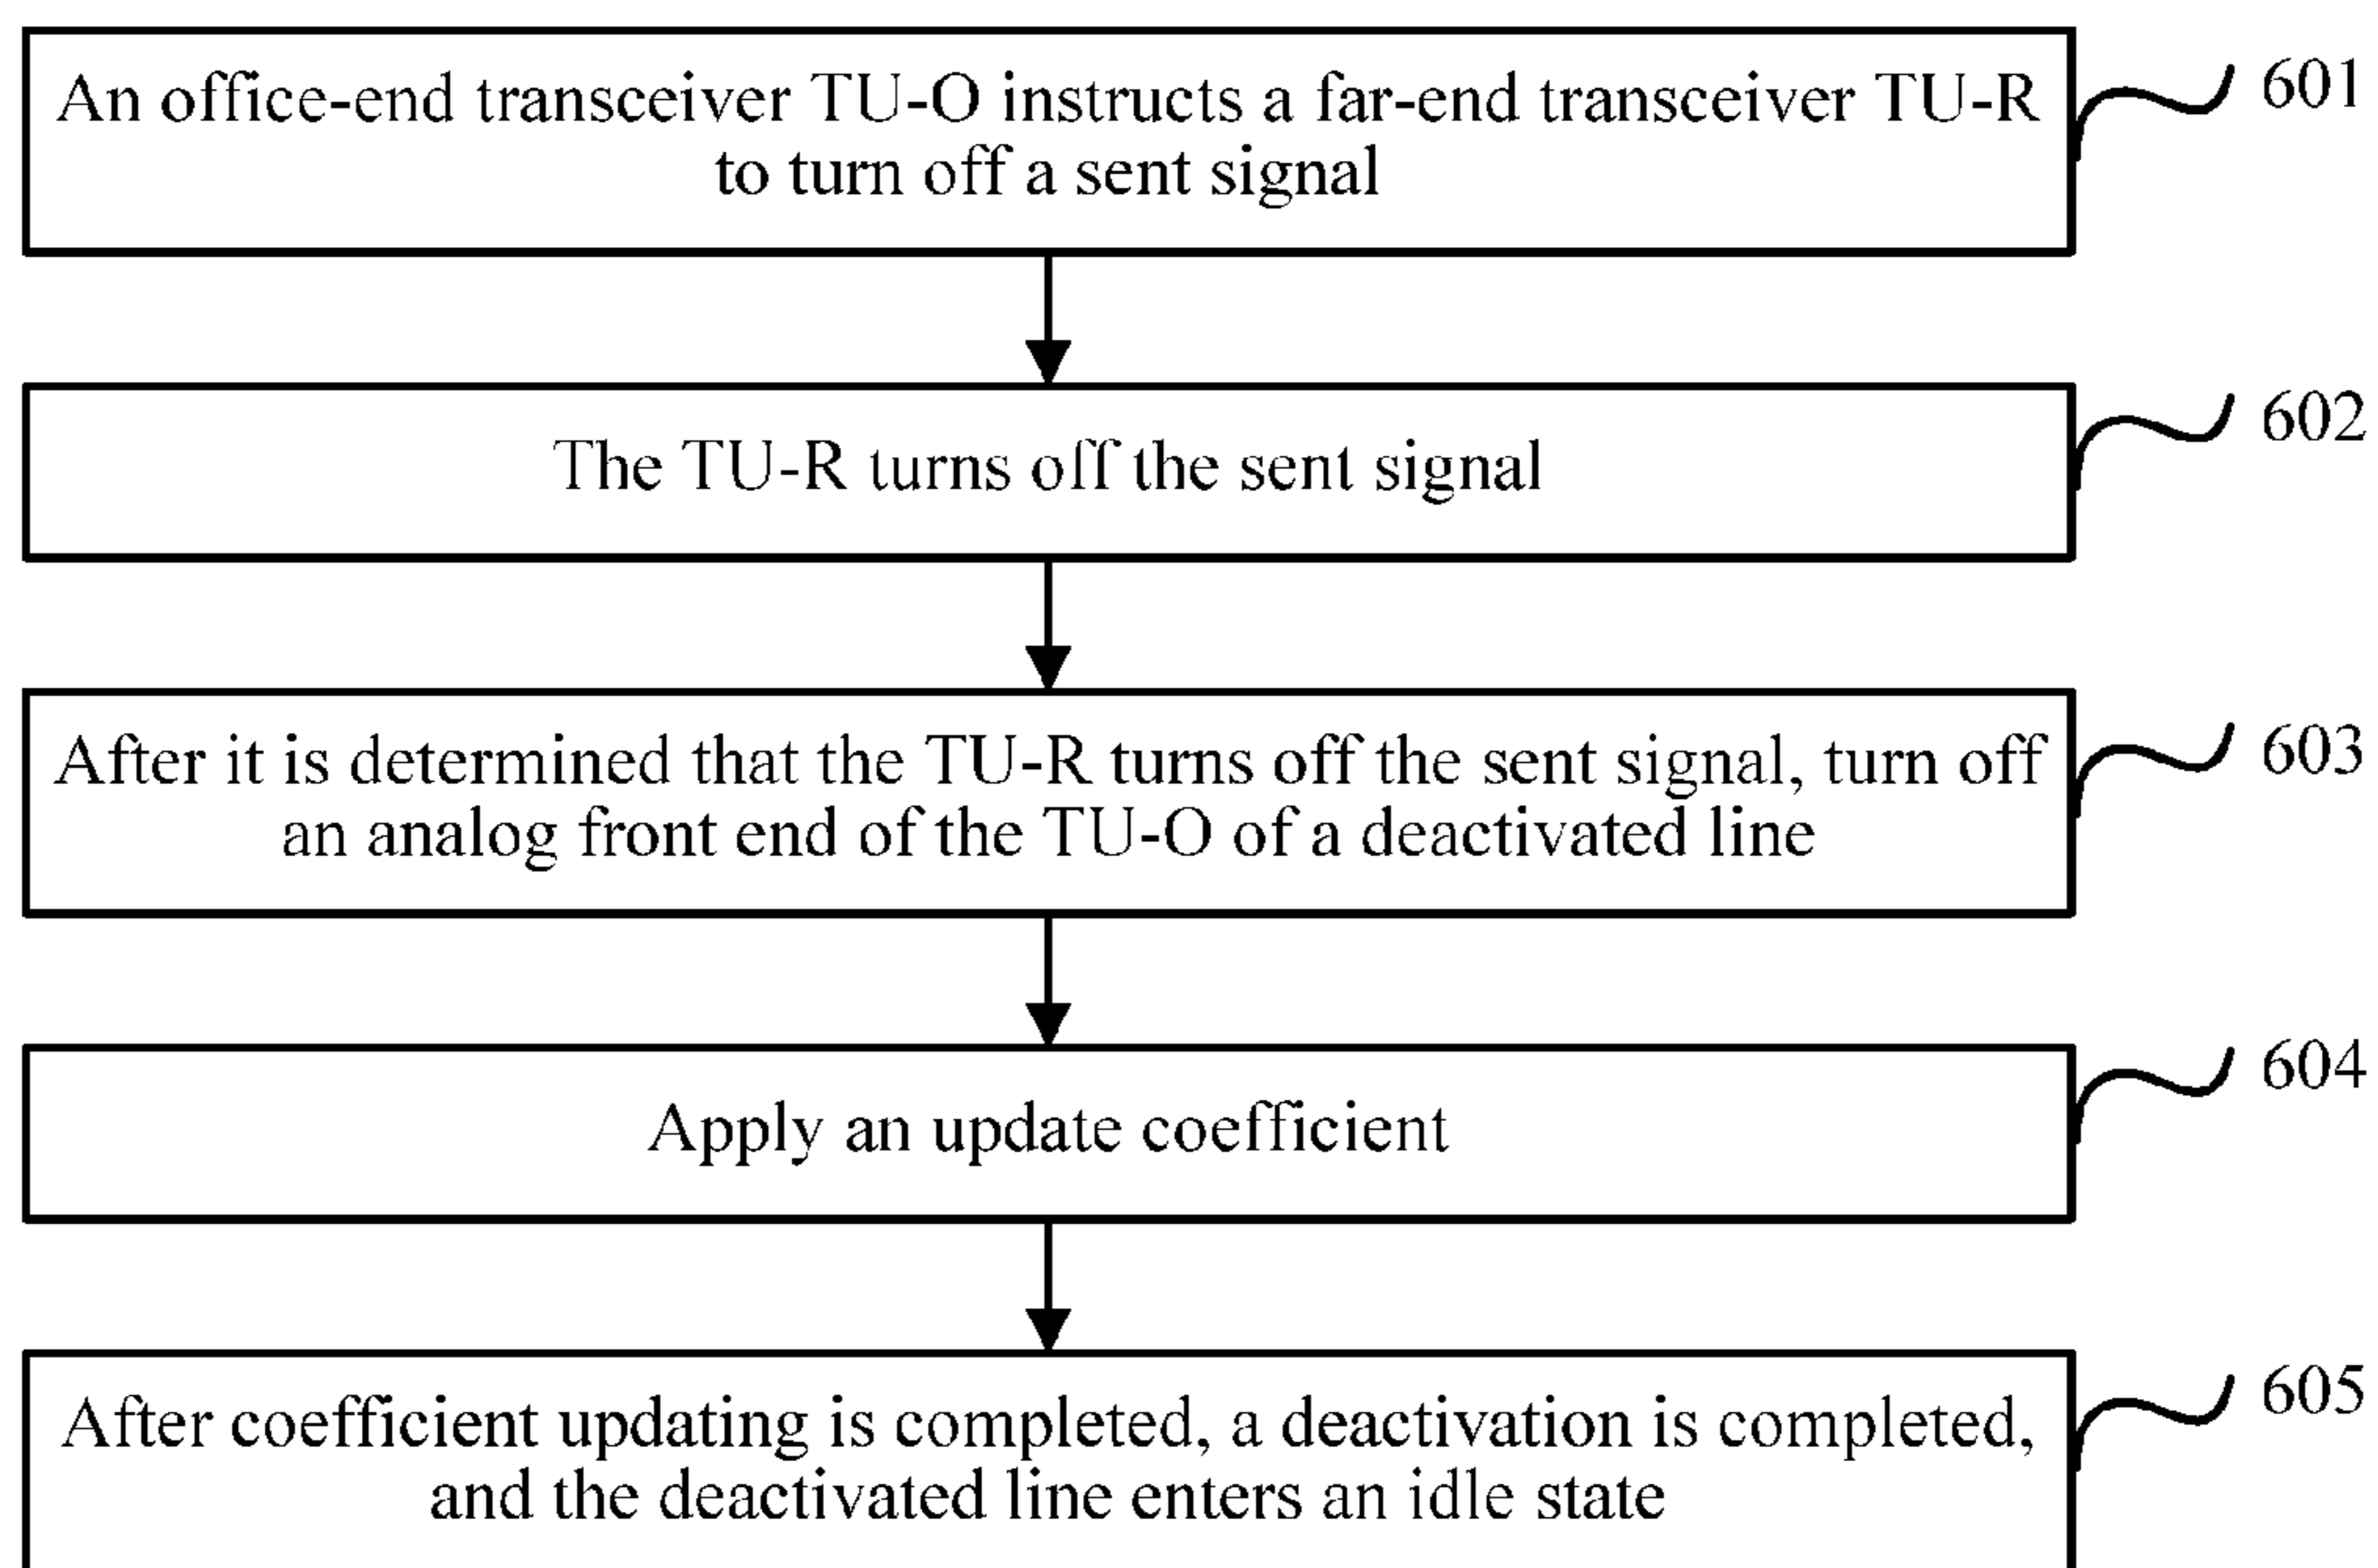 An office-end transceiver TU-O instructs a far-end transceiver TU-R
to turn off a sent signal
601
The TU-R turns off the sent signal
602
After it is determined that the TU-R turns off the sent signal, turn off
an analog front end of the TU-O of a deactivated line
603
Apply an update coefficient
604
After coefficient updating is completed, a deactivation is completed,
and the deactivated line enters an idle state
605